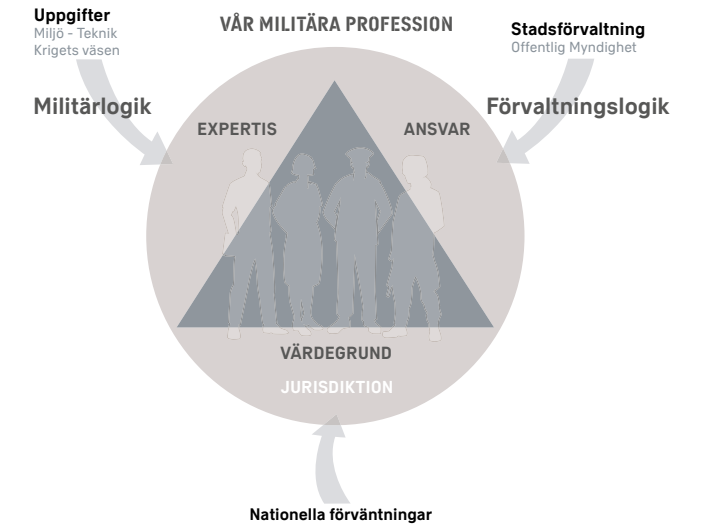 Uppgifter
Miljö - Teknik
Krigets väsen
VÅR MILITÄRA PROFESSION
Stadsförvaltning
Offentlig Myndighet
Militärlogik
Förvaltningslogik
EXPERTIS
ANSVAR
VÄRDEGRUND
JURISDIKTION
Nationella förväntningar